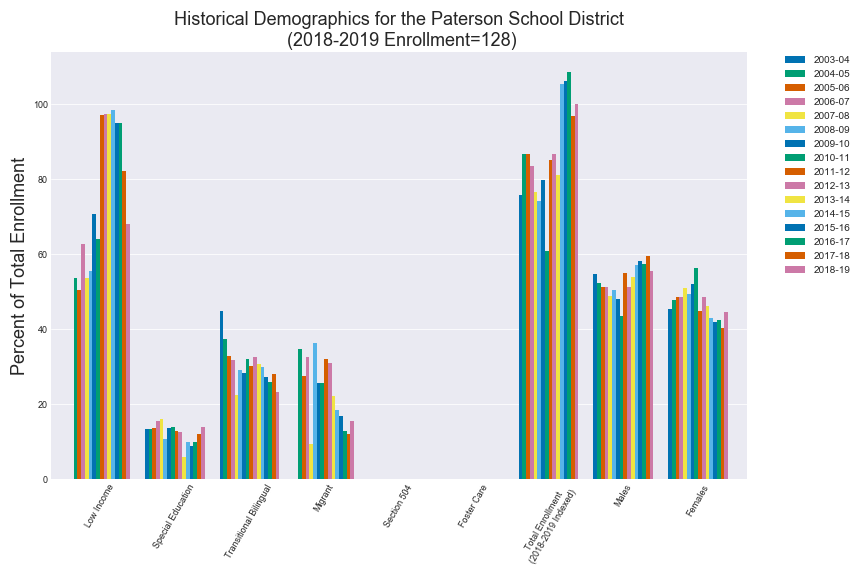 Historical Demographics for the Paterson School District
(2018-2019 Enrollment=128)
Percent of Total Enrollment
100
80
60
40
20
0
Low Income
Special Education
Transitional Bilingual
Migrant
Section 504
Foster Care
Total Enrollment
(2018-2019 Indexed)
Males
Females
2003-04
2004-05
2005-06
2006-07
2007-08
2008-09
2009-10
2010-11
2011-12
2012-13
2013-14
2014-15
2015-16
2016-17
2017-18
2018-19